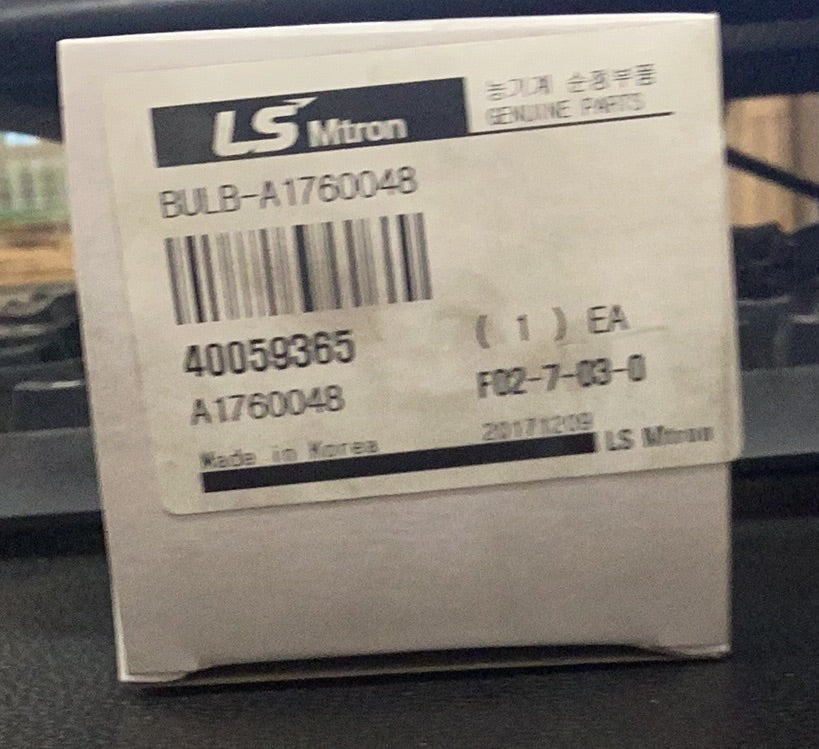 LS Mtron
농기계 순정부품
GENUINE PARTS
BULB-A1760048
40059365
( 1 ) EA
A1760048
F02-7-03-0
Made in Korea
20171209
LS Mtron